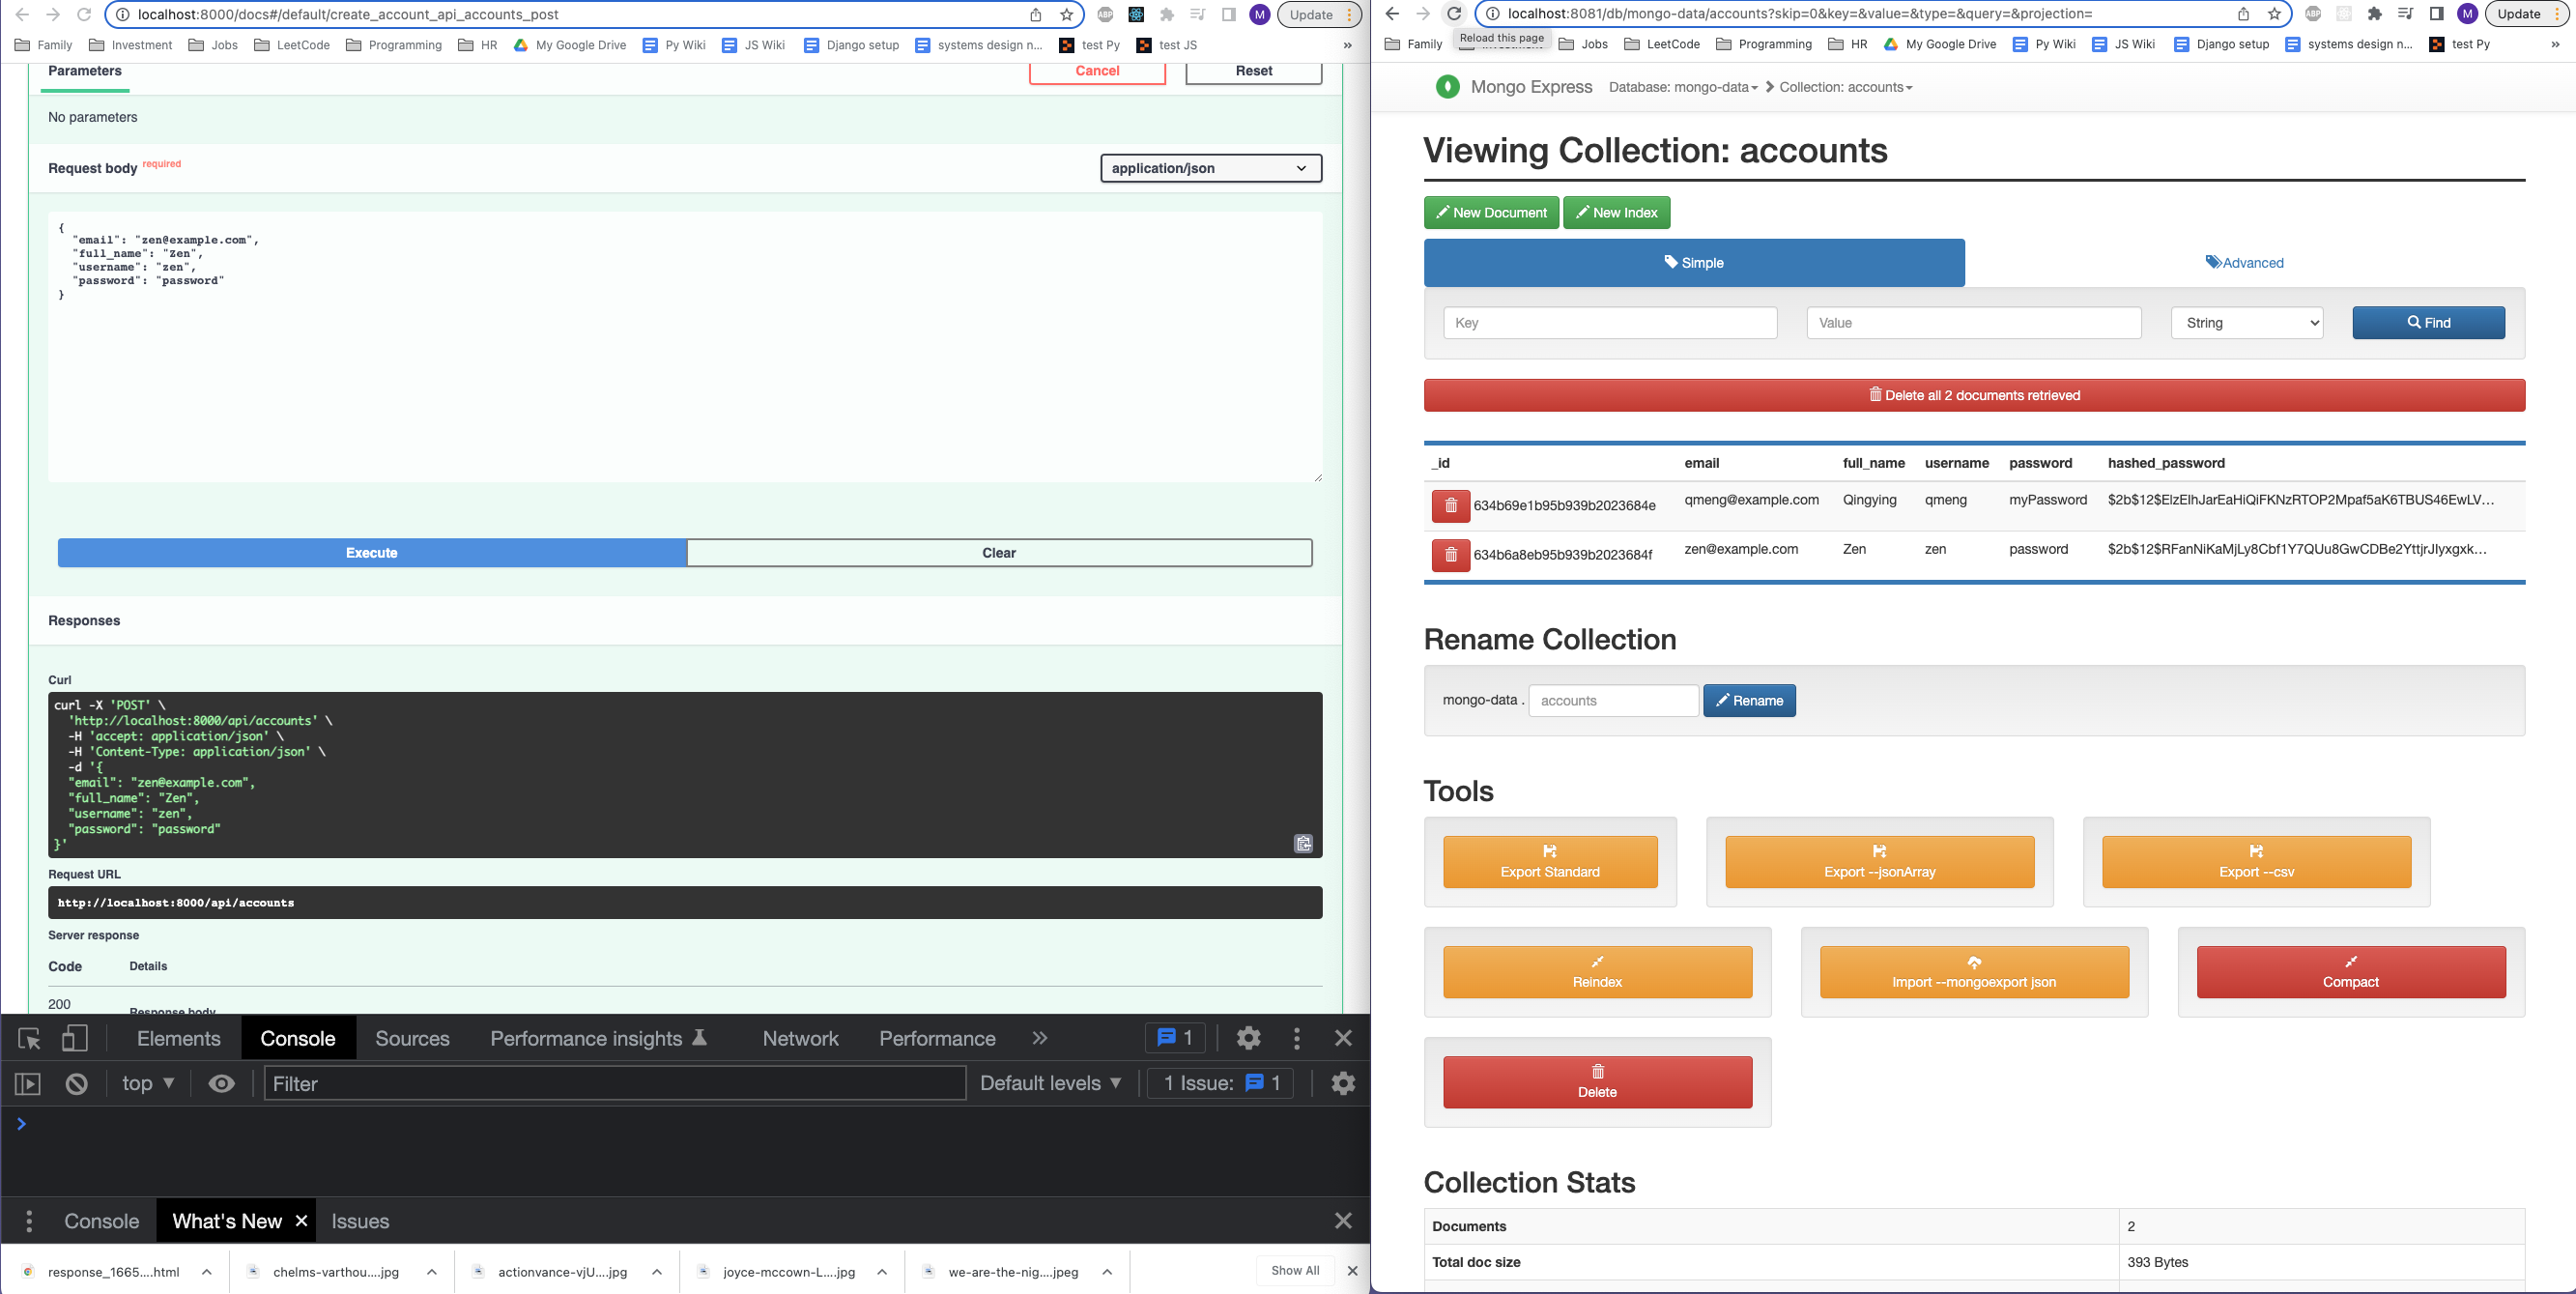 localhost:8000/docs#/default/create_account_api_accounts_post
ABP
M
Update
Family
Investment
Jobs
LeetCode
Programming
HR
My Google Drive
Py Wiki
JS Wiki
Django setup
systems design n...
test Py
test JS
»
Parameters
Cancel
Reset
No parameters
Request body required
application/json
{
"email": "zen@example.com",
"full_name": "Zen",
"username": "zen",
"password": "password"
}
Execute
Clear
Responses
Curl
curl -X 'POST' \
'http://localhost:8000/api/accounts' \
-H 'accept: application/json' \
-H 'Content-Type: application/json' \
-d '{
"email": "zen@example.com",
"full_name": "Zen",
"username": "zen",
"password": "password"
}'
Request URL
http://localhost:8000/api/accounts
Server response
Code Details
200
Response body
Elements
Console
Sources
Performance insights
Network
Performance
»
1
top
Filter
Default levels
1 Issue: 1
Console
What's New
Issues
response_1665....html
chelms-varthou....jpg
actionvance-vjU....jpg
joyce-mccown-L....jpg
we-are-the-nig....jpeg
Show All
localhost:8081/db/mongo-data/accounts?skip=0&key=&value=&type=&query=&projection=
ABP
M
Update
Reload this page
Family
Jobs
LeetCode
Programming
HR
My Google Drive
Py Wiki
JS Wiki
Django setup
systems design n...
test Py
»
Mongo Express
Database: mongo-data
Collection: accounts
Viewing Collection: accounts
New Document
New Index
Simple
Advanced
Key
Value
String
Find
Delete all 2 documents retrieved
_id email full_name username password hashed_password
634b69e1b95b939b2023684e qmeng@example.com Qingying qmeng myPassword $2b$12$ElzElhJarEaHiQiFKNzRTOP2Mpaf5aK6TBUS46EwLV...
634b6a8eb95b939b2023684f zen@example.com Zen zen password $2b$12$RFanNiKaMjLy8Cbf1Y7QUu8GwCDBe2YttjrJIyxgxk...
Rename Collection
mongo-data . accounts Rename
Tools
Export Standard
Export --jsonArray
Export --csv
Reindex
Import --mongoexport json
Compact
Delete
Collection Stats
Documents 2
Total doc size 393 Bytes